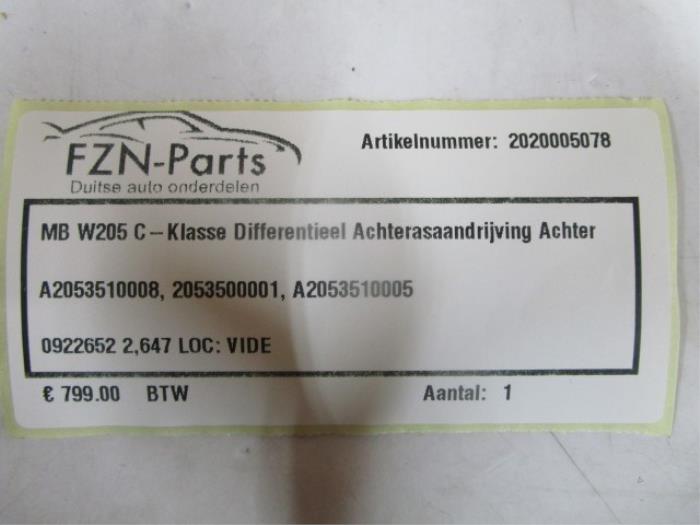 FZN-Parts
Duitse auto onderdelen
Artikelnummer: 2020005078
MB W205 C-Klasse Differentieel Achterasaandrijving Achter
A2053510008, 2053500001, A2053510005
0922652 2,647 LOC: VIDE
€ 799.00 BTW Aantal: 1